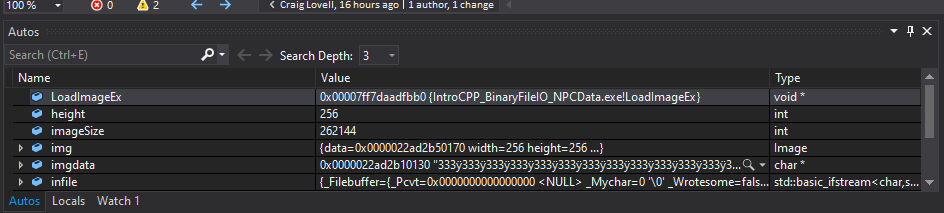 100 % 0 2 Craig Lovell, 16 hours ago | 1 author, 1 change
Autos
Search (Ctrl+E) Search Depth: 3
Name Value Type
LoadImageEx 0x00007ff7daadfbb0 {IntroCPP_BinaryFileIO_NPCData.exe!LoadImageEx} void *
height 256 int
imageSize 262144 int
img {data=0x0000022ad2b50170 width=256 height=256 ...} Image
imgdata 0x0000022ad2b10130 "333ÿ333ÿ333ÿ333ÿ333ÿ333ÿ333ÿ333ÿ333ÿ333ÿ333ÿ333ÿ333ÿ3... char *
infile {_Filebuffer={_Pcvt=0x0000000000000000 <NULL> _Mychar=0 '\0' _Wrotesome=fals... std::basic_ifstream<char,s...
Autos Locals Watch 1